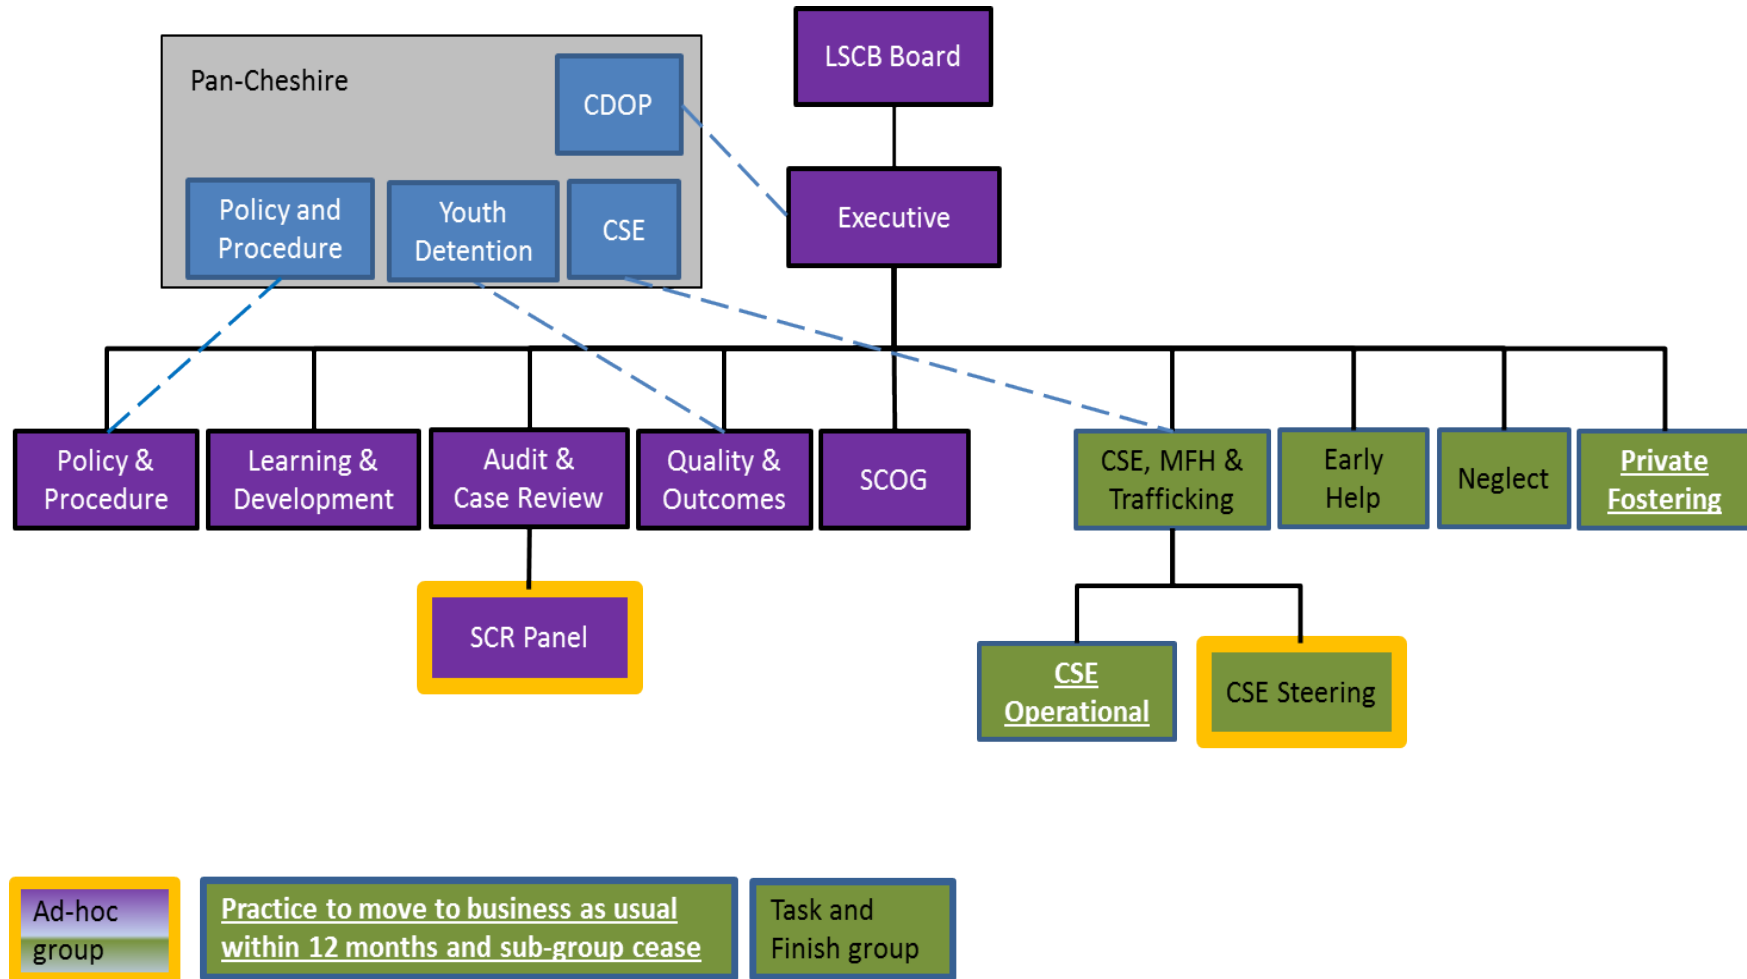 LSCB Board
Pan-Cheshire
CDOP
Policy and
Procedure
Youth
Detention
CSE
Executive
Policy &
Procedure
Learning &
Development
Audit &
Case Review
Quality &
Outcomes
SCOG
CSE, MFH &
Trafficking
Early
Help
Neglect
Private
Fostering
SCR Panel
CSE
Operational
CSE Steering
Ad-hoc
group
Practice to move to business as usual
within 12 months and sub-group cease
Task and
Finish group